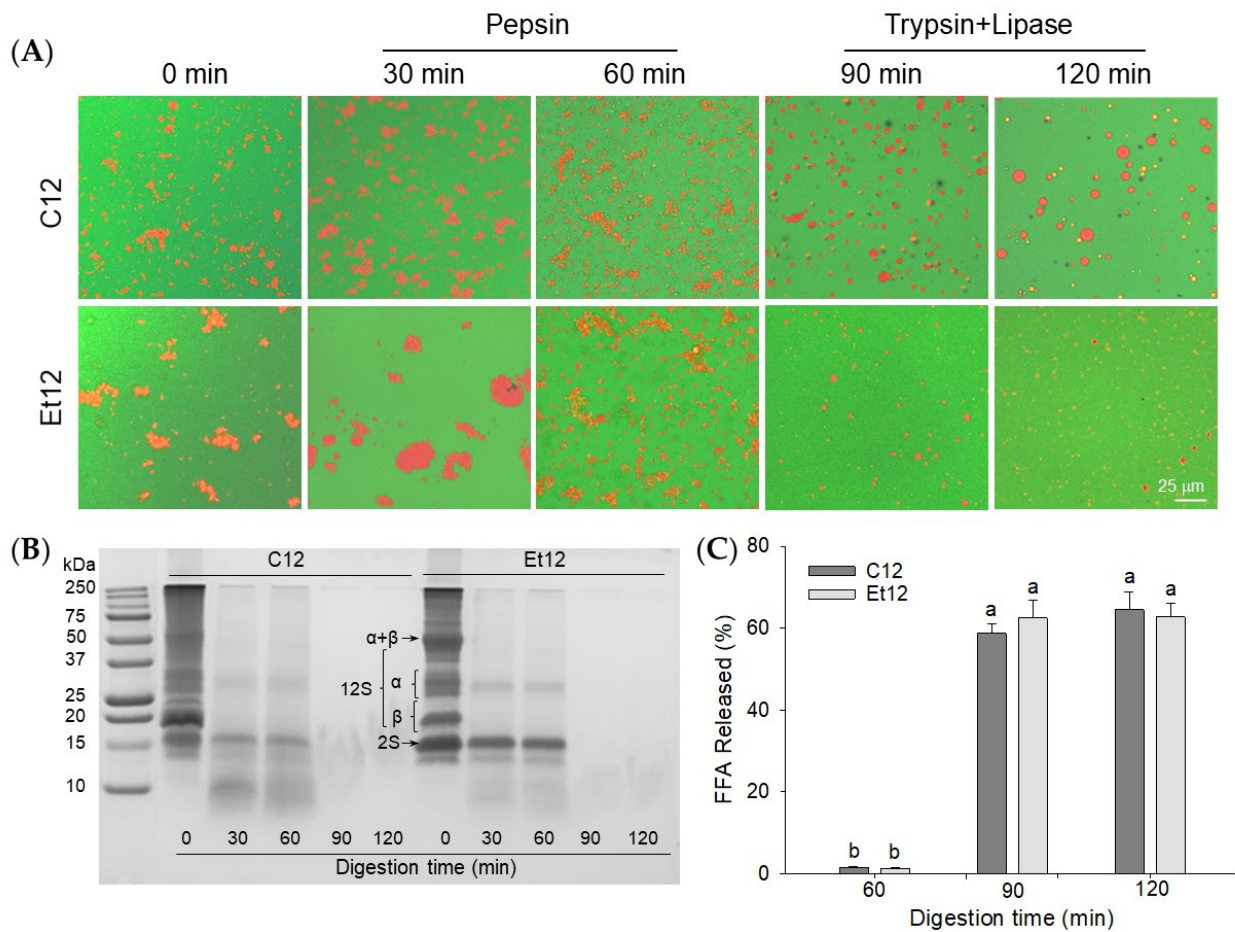 (A)
Pepsin
Trypsin+Lipase
0 min
30 min
60 min
90 min
120 min
C12
Et12
25 μm
(B)
kDa
250
75
50
37
25
20
15
10
C12
Et12
α+β
12S
α
β
2S
0 30 60 90 120 0 30 60 90 120
Digestion time (min)
(C)
80
60
40
20
0
FFA Released (%)
C12
Et12
b b
a a
a a
60 90 120
Digestion time (min)